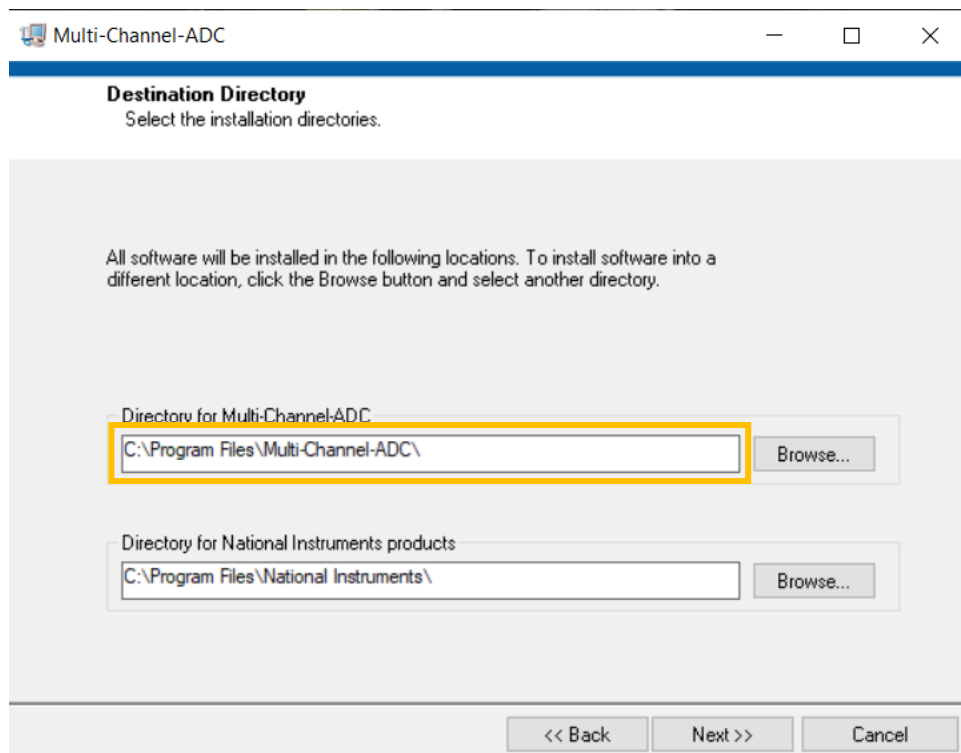 Multi-Channel-ADC
Destination Directory
Select the installation directories.
All software will be installed in the following locations. To install software into a
different location, click the Browse button and select another directory.
Directory for Multi-Channel-ADC
C:\Program Files\Multi-Channel-ADC\
Browse...
Directory for National Instruments products
C:\Program Files\National Instruments\
Browse...
<< Back
Next >>
Cancel